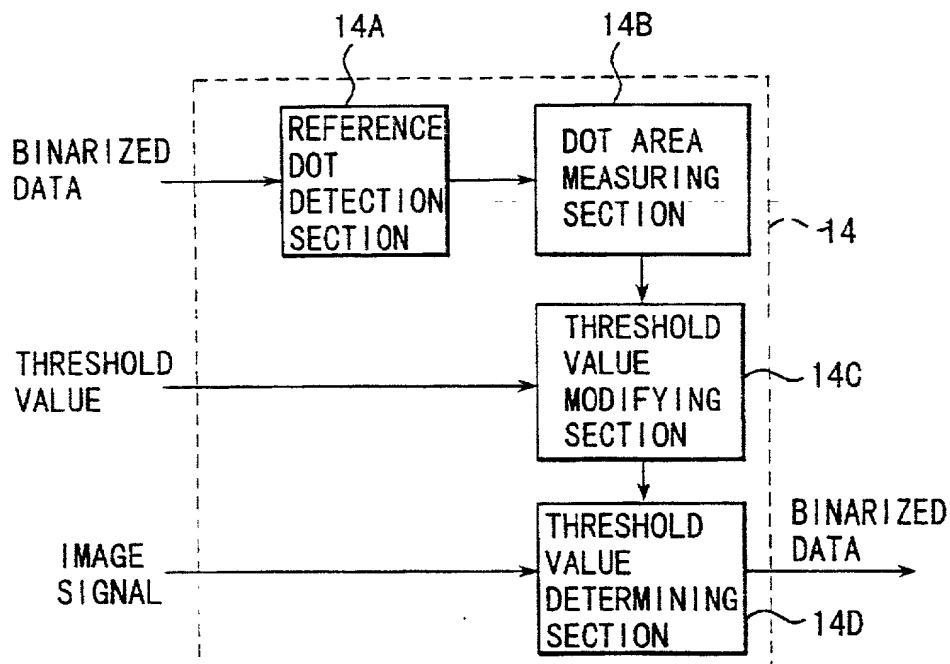 14A
14B
BINARIZED
DATA
REFERENCE
DOT
DETECTION
SECTION
DOT AREA
MEASURING
SECTION
14
THRESHOLD
VALUE
THRESHOLD
VALUE
MODIFYING
SECTION
14C
IMAGE
SIGNAL
THRESHOLD
VALUE
DETERMINING
SECTION
BINARIZED
DATA
14D